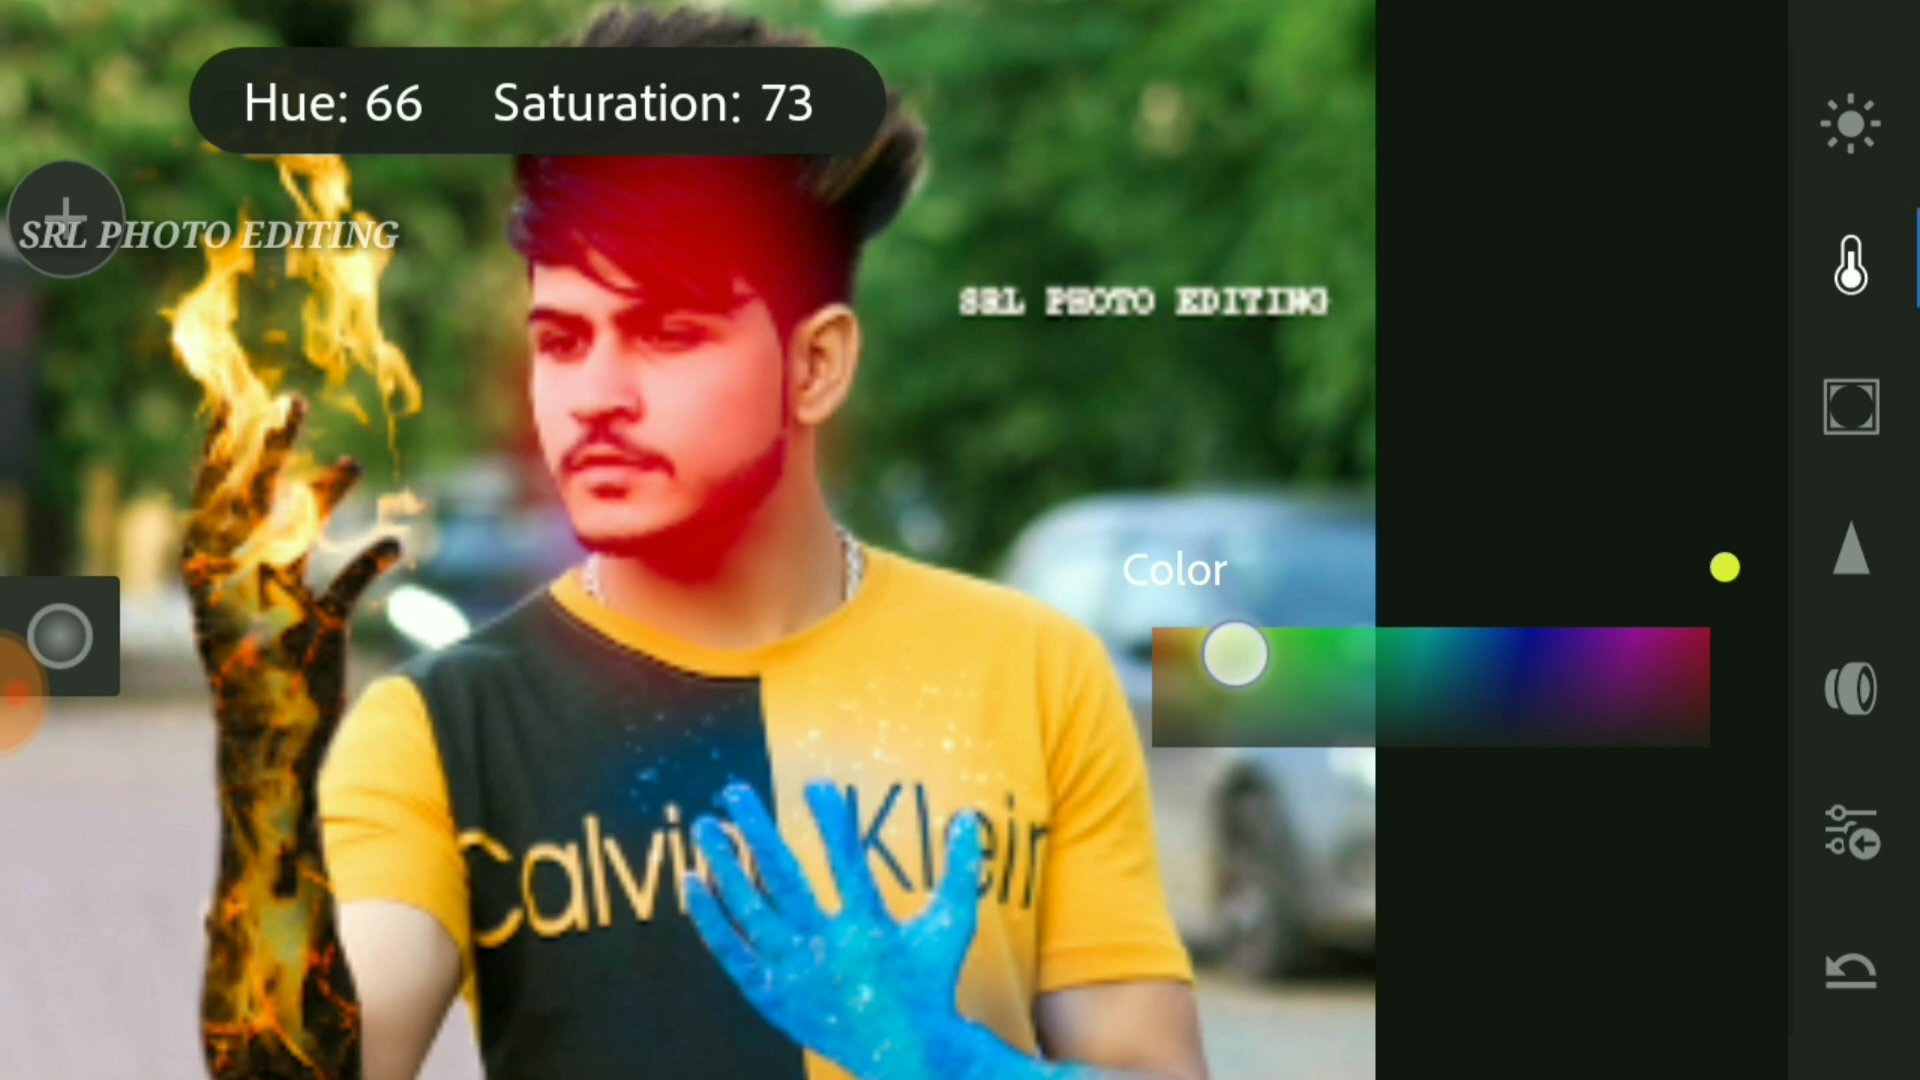 Hue: 66 Saturation: 73
SRL PHOTO EDITING
SRL PHOTO EDITING
Color
Calvin Klein